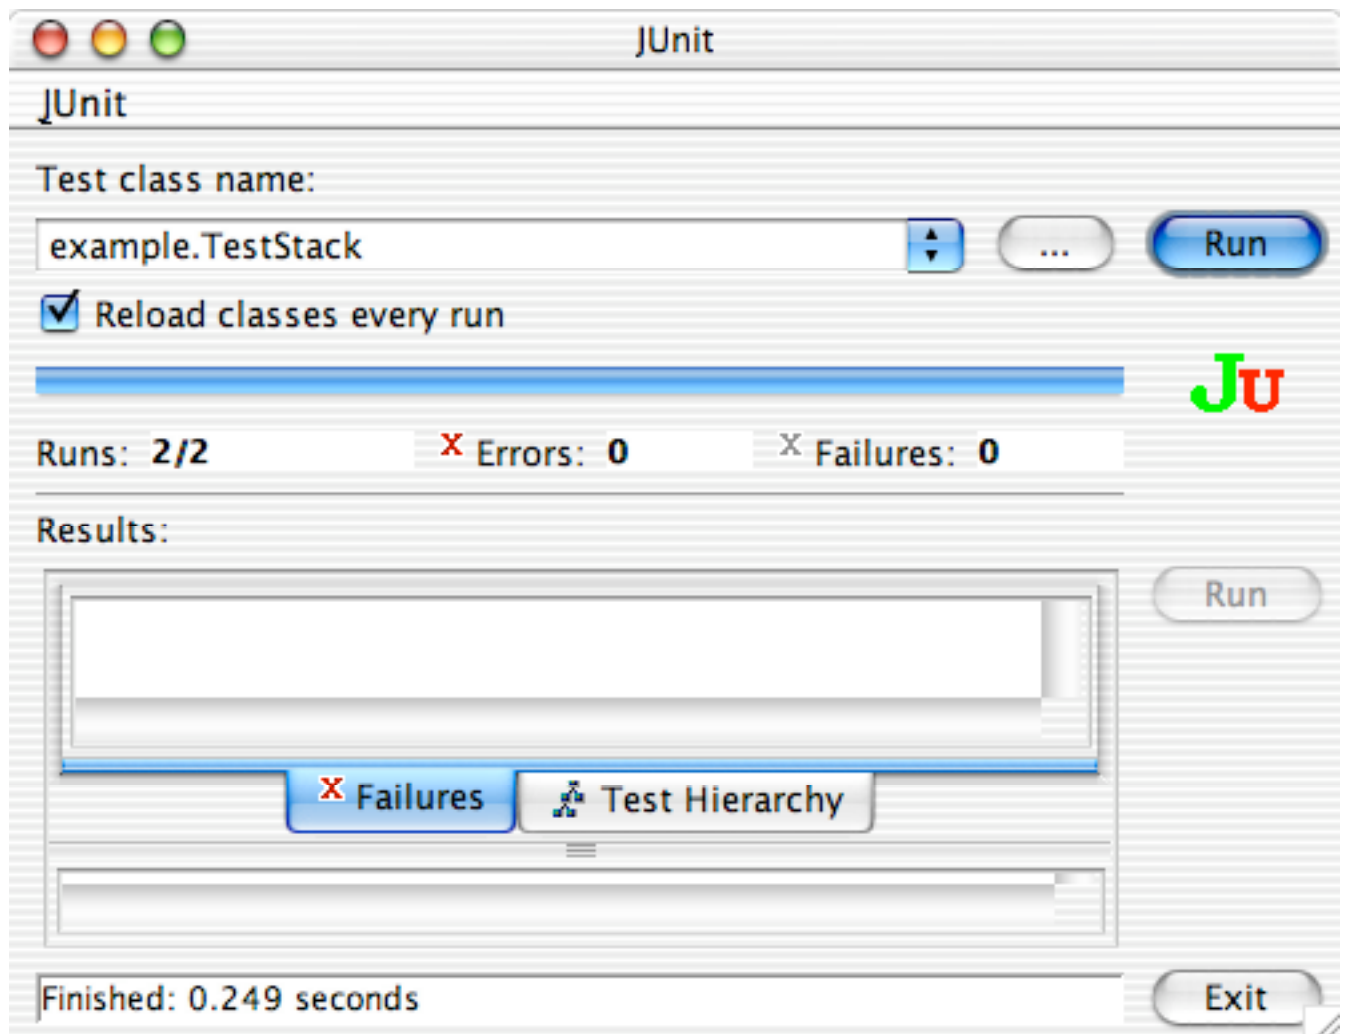 JUnit
JUnit
Test class name:
example.TestStack ... Run
Reload classes every run
JU
Runs: 2/2 X Errors: 0 X Failures: 0
Results:
Run
X Failures Test Hierarchy
Finished: 0.249 seconds Exit